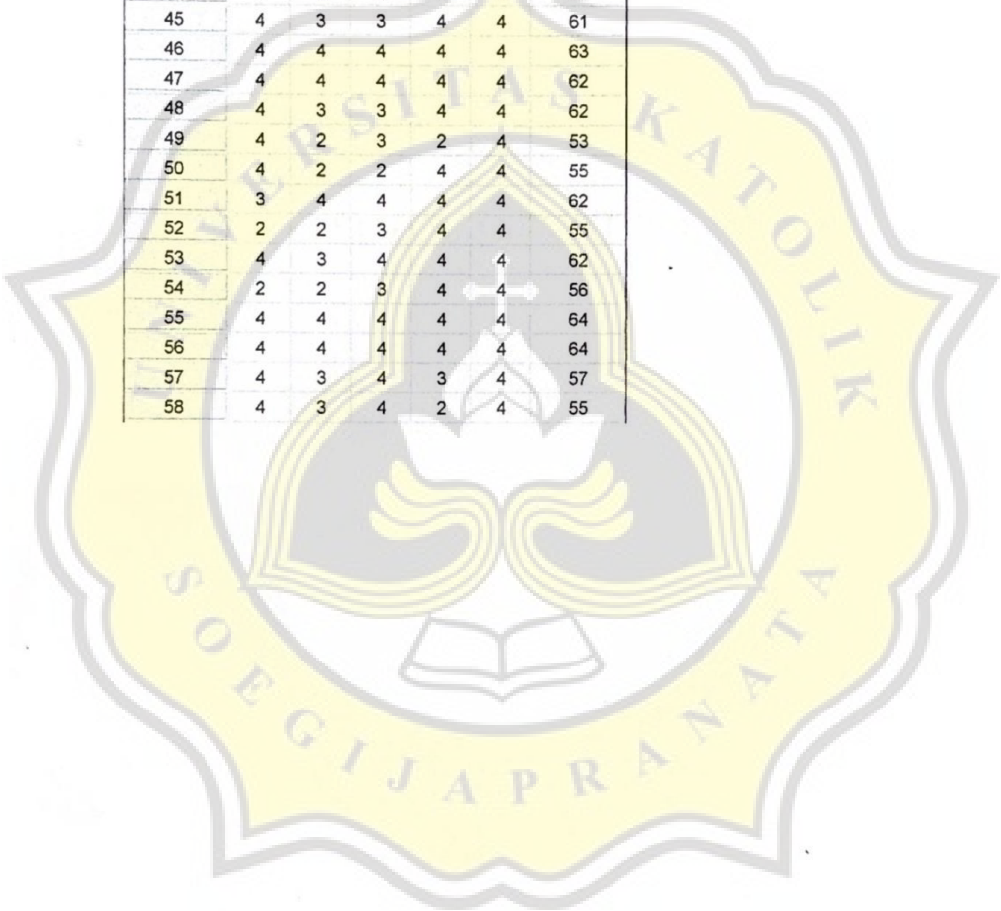 45 4 3 3 4 4 61
46 4 4 4 4 4 63
47 4 4 4 4 4 62
48 4 3 3 4 4 62
49 4 2 3 2 4 53
50 4 2 2 4 4 55
51 3 4 4 4 4 62
52 2 2 3 4 4 55
53 4 3 4 4 4 62
54 2 2 3 4 4 56
55 4 4 4 4 4 64
56 4 4 4 4 4 64
57 4 3 4 3 4 57
58 4 3 4 2 4 55
UNIVERSITAS KATOLIK
SOEGIJAPRANATA